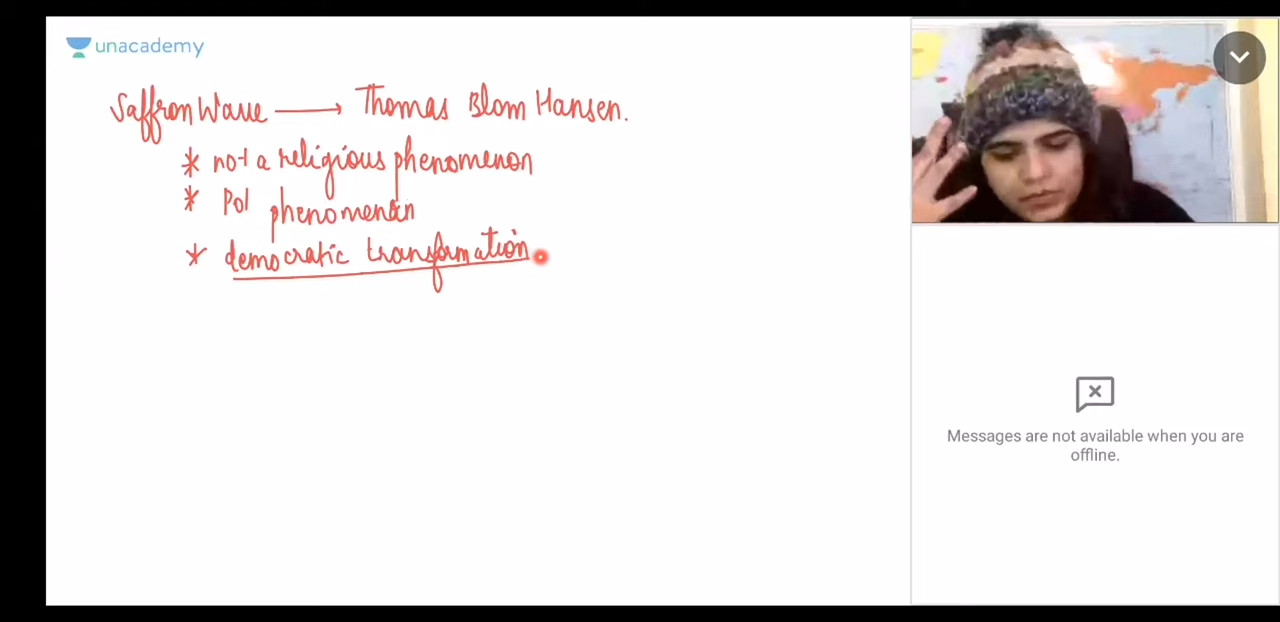 unacademy
Saffron Wave → Thomas Blom Hansen.
* not a religious phenomenon
* Pol phenomenon
* democratic transformation
Messages are not available when you are
offline.